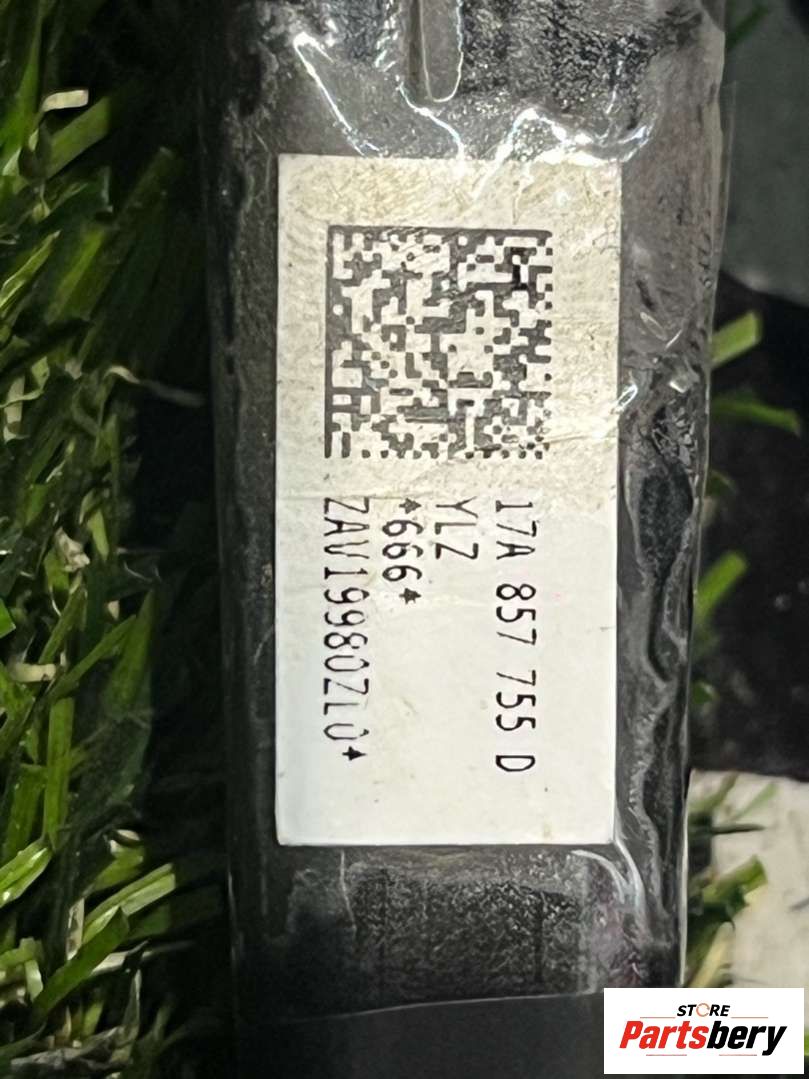 17A 857 755 D
YLZ
*666*
ZAV19980ZL0*
STORE
Partsbery